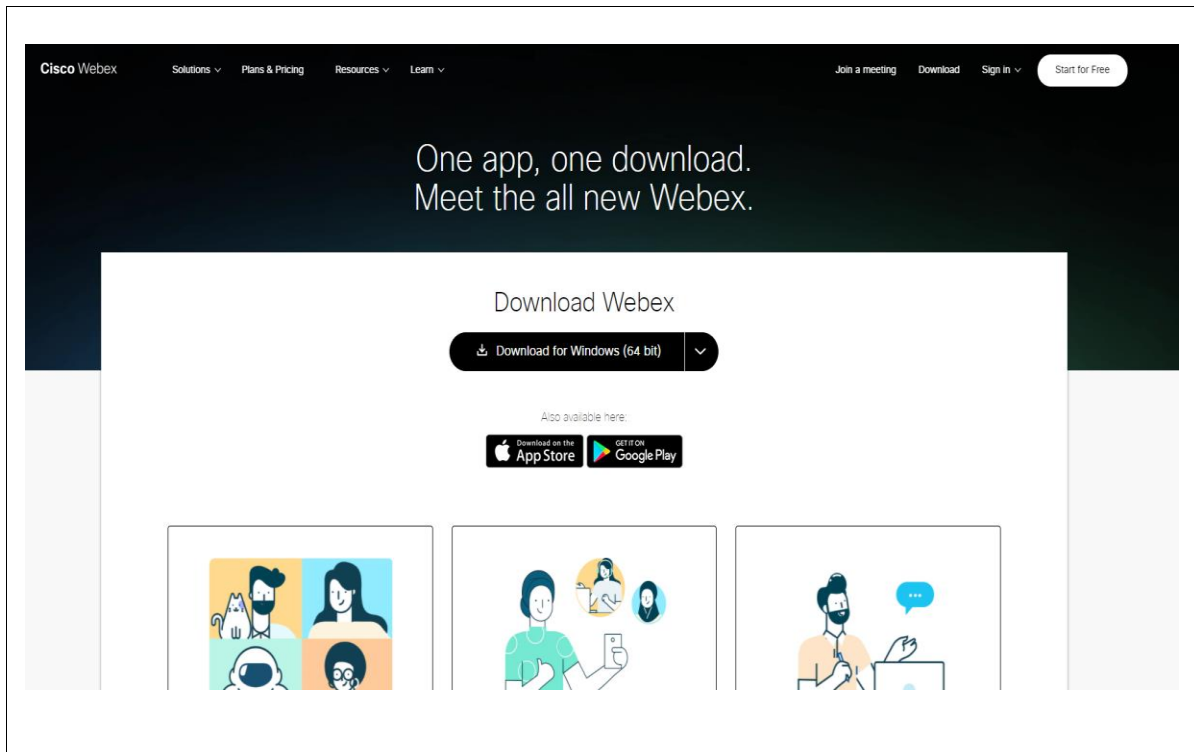 Cisco Webex
Solutions
Plans & Pricing
Resources
Learn
Join a meeting
Download
Sign in
Start for Free
One app, one download.
Meet the all new Webex.
Download Webex
Download for Windows (64 bit)
Also available here:
Download on the
App Store
GET IT ON
Google Play